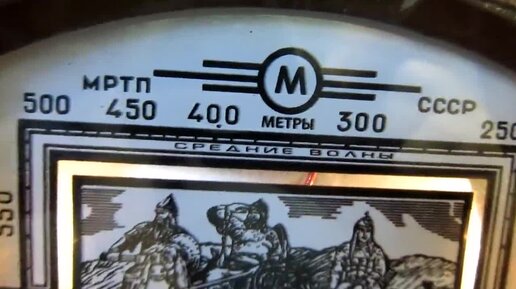 М
МРТП СССР
500 450 400 МЕТРЫ 300 250
СРЕДНИЕ ВОЛНЫ
550